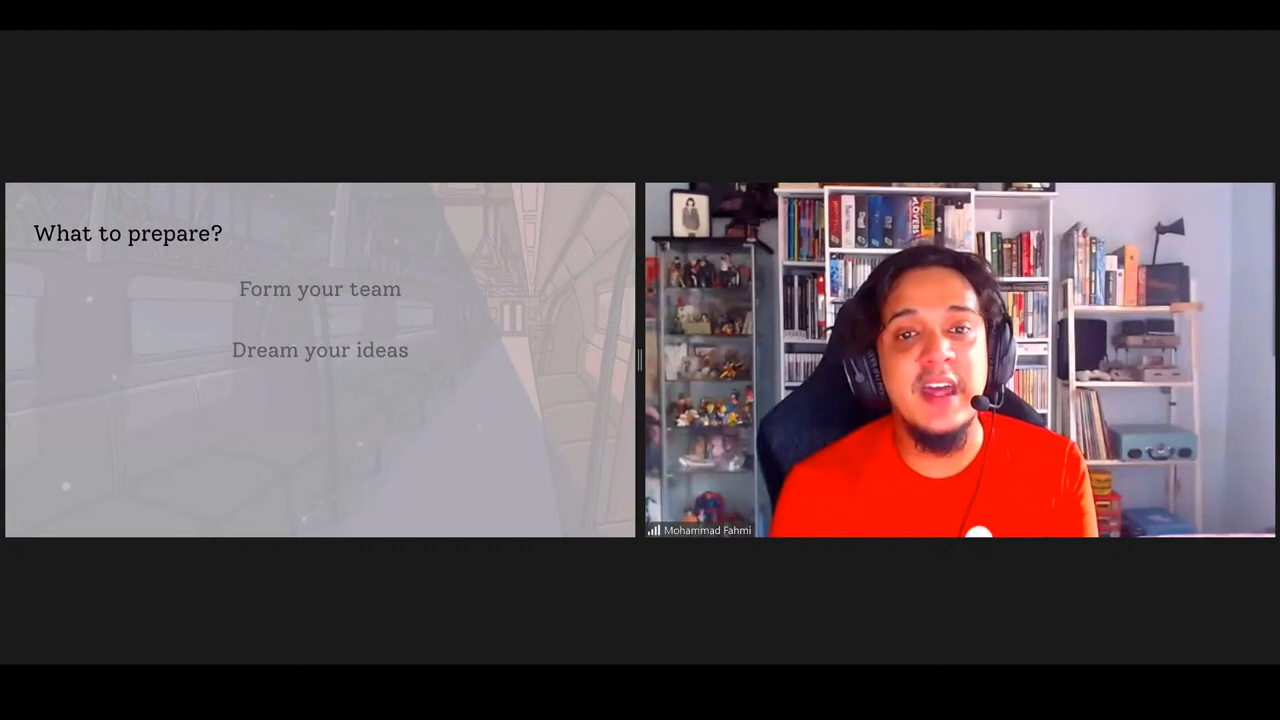 What to prepare?
Form your team
Dream your ideas
Mohammad Fahmi